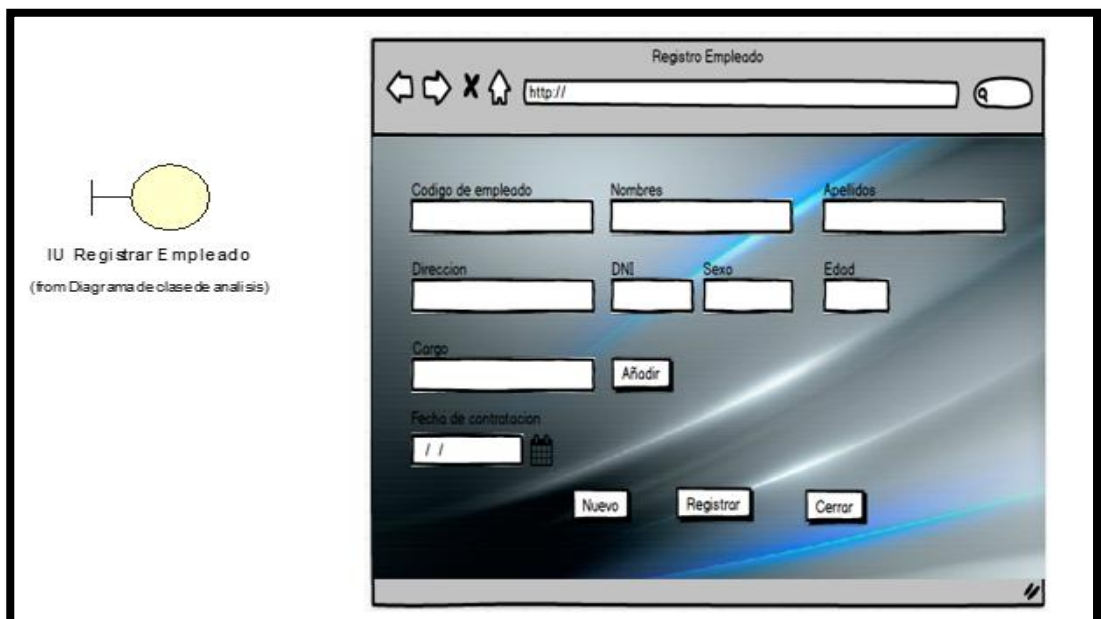 Registro Empleado
http://
Codigo de empleado Nombres Apellidos
Direccion DNI Sexo Edad
Cargo
Añadir
Fecha de contratacion
/ /
Nuevo Registrar Cerrar
IU Registrar Empleado
(from Diagrama de clase de analisis)